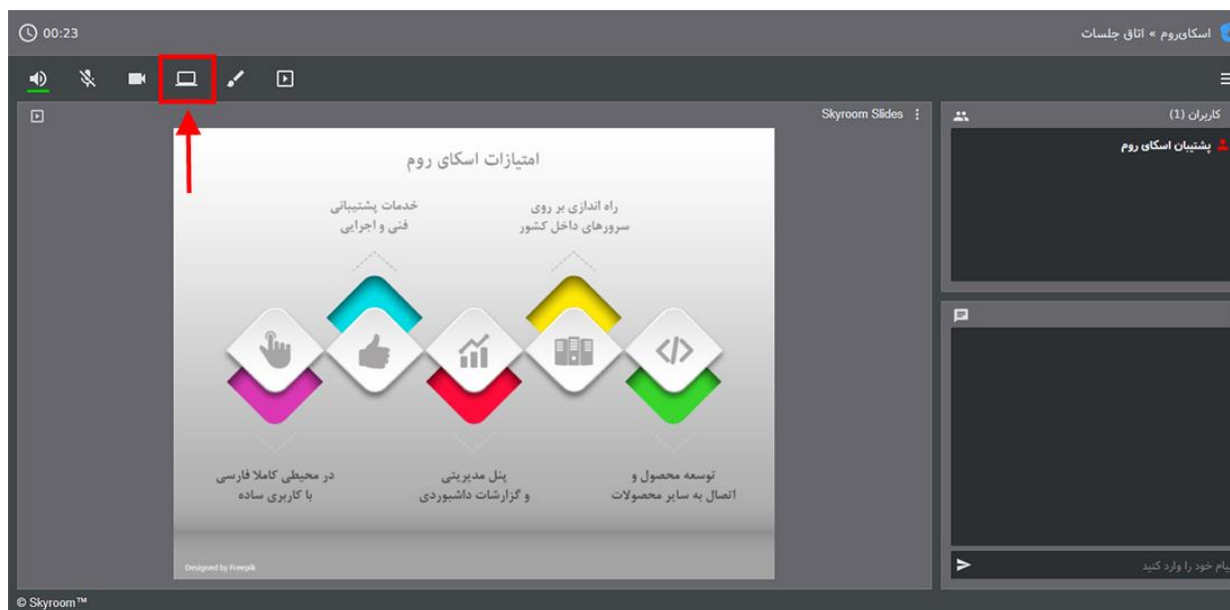 00:23
اسکای‌روم » اتاق جلسات
Skyroom Slides
کاربران (1)
پشتیبان اسکای روم
امتیازات اسکای روم
راه اندازی بر روی
سرورهای داخل کشور
خدمات پشتیبانی
فنی و اجرایی
توسعه محصول و
اتصال به سایر محصولات
پنل مدیریتی
و گزارشات داشبوردی
در محیطی کاملا فارسی
با کاربری ساده
Designed by Freepik
پیام خود را وارد کنید
© Skyroom™